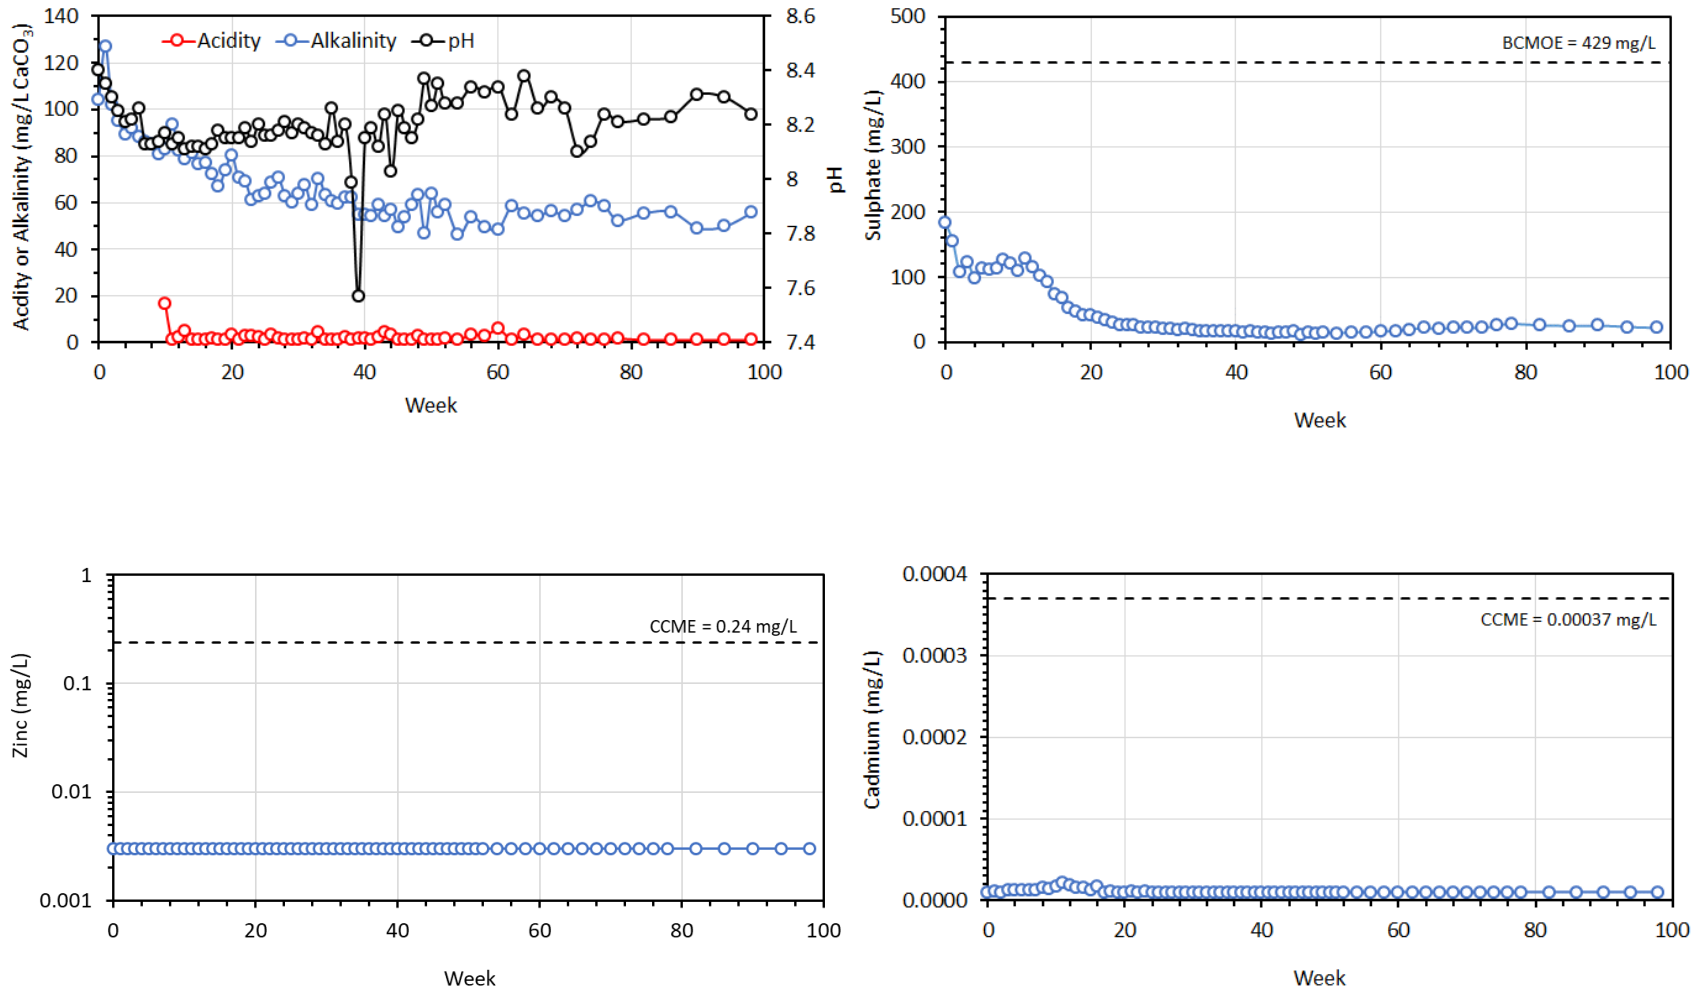 Acdity or Alkalinity (mg/L CaCO3)
140
120
100
80
60
40
20
0
Acidity Alkalinity pH
8.6
8.4
8.2
8
7.8
7.6
7.4
pH
0 20 40 60 80 100
Week
Sulphate (mg/L)
500
400
300
200
100
0
BCMOE = 429 mg/L
0 20 40 60 80 100
Week
Zinc (mg/L)
1
0.1
0.01
0.001
CCME = 0.24 mg/L
0 20 40 60 80 100
Week
Cadmium (mg/L)
0.0004
0.0003
0.0002
0.0001
0.0000
CCME = 0.00037 mg/L
0 20 40 60 80 100
Week